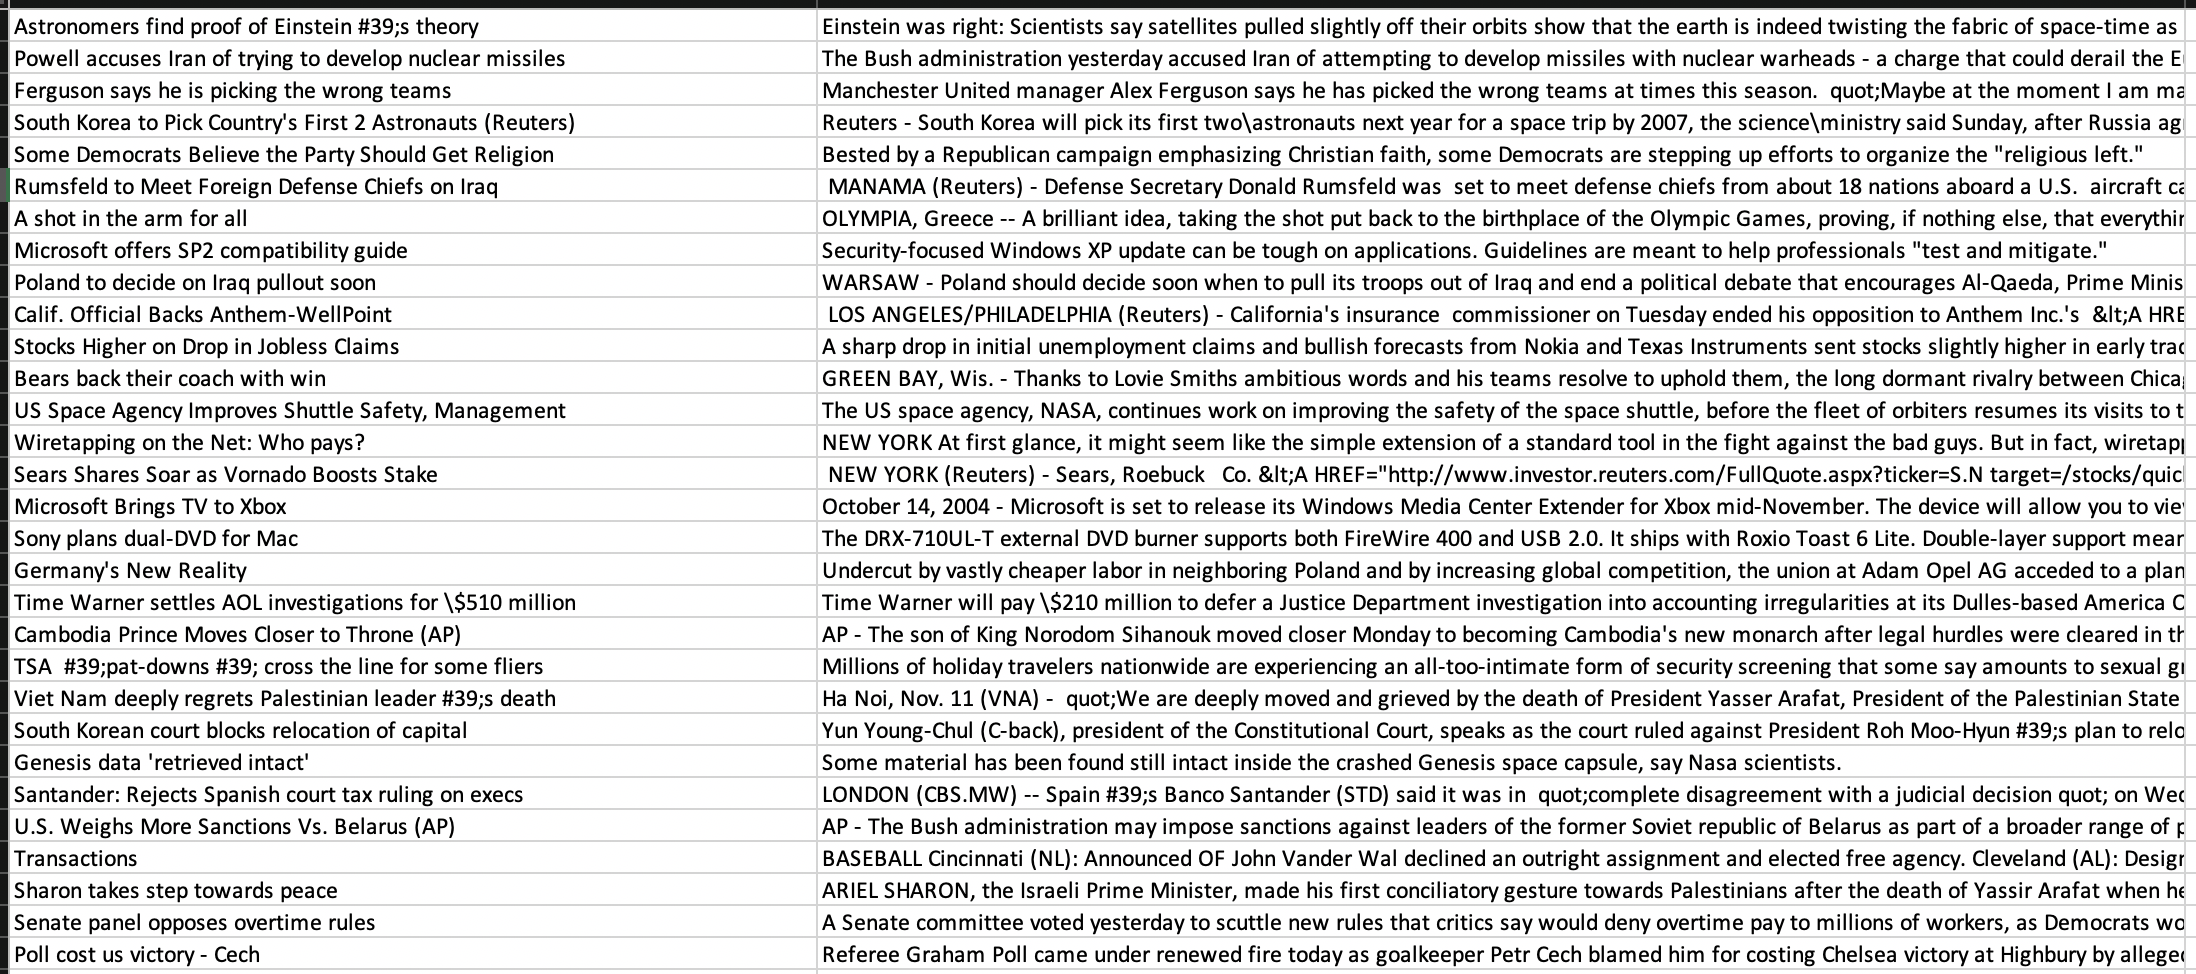 Astronomers find proof of Einstein #39;s theory Einstein was right: Scientists say satellites pulled slightly off their orbits show that the earth is indeed twisting the fabric of space-time as
Powell accuses Iran of trying to develop nuclear missiles The Bush administration yesterday accused Iran of attempting to develop missiles with nuclear warheads - a charge that could derail the E
Ferguson says he is picking the wrong teams Manchester United manager Alex Ferguson says he has picked the wrong teams at times this season.  quot;Maybe at the moment I am ma
South Korea to Pick Country's First 2 Astronauts (Reuters) Reuters - South Korea will pick its first two\astronauts next year for a space trip by 2007, the science\ministry said Sunday, after Russia ag
Some Democrats Believe the Party Should Get Religion Bested by a Republican campaign emphasizing Christian faith, some Democrats are stepping up efforts to organize the "religious left."
Rumsfeld to Meet Foreign Defense Chiefs on Iraq MANAMA (Reuters) - Defense Secretary Donald Rumsfeld was  set to meet defense chiefs from about 18 nations aboard a U.S.  aircraft ca
A shot in the arm for all OLYMPIA, Greece -- A brilliant idea, taking the shot put back to the birthplace of the Olympic Games, proving, if nothing else, that everythin
Microsoft offers SP2 compatibility guide Security-focused Windows XP update can be tough on applications. Guidelines are meant to help professionals "test and mitigate."
Poland to decide on Iraq pullout soon WARSAW - Poland should decide soon when to pull its troops out of Iraq and end a political debate that encourages Al-Qaeda, Prime Minis
Calif. Official Backs Anthem-WellPoint LOS ANGELES/PHILADELPHIA (Reuters) - California's insurance  commissioner on Tuesday ended his opposition to Anthem Inc.'s  &lt;A HRE
Stocks Higher on Drop in Jobless Claims A sharp drop in initial unemployment claims and bullish forecasts from Nokia and Texas Instruments sent stocks slightly higher in early trad
Bears back their coach with win GREEN BAY, Wis. - Thanks to Lovie Smiths ambitious words and his teams resolve to uphold them, the long dormant rivalry between Chicag
US Space Agency Improves Shuttle Safety, Management The US space agency, NASA, continues work on improving the safety of the space shuttle, before the fleet of orbiters resumes its visits to t
Wiretapping on the Net: Who pays? NEW YORK At first glance, it might seem like the simple extension of a standard tool in the fight against the bad guys. But in fact, wiretapp
Sears Shares Soar as Vornado Boosts Stake NEW YORK (Reuters) - Sears, Roebuck   Co. &lt;A HREF="http://www.investor.reuters.com/FullQuote.aspx?ticker=S.N target=/stocks/quic
Microsoft Brings TV to Xbox October 14, 2004 - Microsoft is set to release its Windows Media Center Extender for Xbox mid-November. The device will allow you to vie
Sony plans dual-DVD for Mac The DRX-710UL-T external DVD burner supports both FireWire 400 and USB 2.0. It ships with Roxio Toast 6 Lite. Double-layer support mean
Germany's New Reality Undercut by vastly cheaper labor in neighboring Poland and by increasing global competition, the union at Adam Opel AG acceded to a plan
Time Warner settles AOL investigations for \$510 million Time Warner will pay \$210 million to defer a Justice Department investigation into accounting irregularities at its Dulles-based America O
Cambodia Prince Moves Closer to Throne (AP) AP - The son of King Norodom Sihanouk moved closer Monday to becoming Cambodia's new monarch after legal hurdles were cleared in th
TSA  #39;pat-downs #39; cross the line for some fliers Millions of holiday travelers nationwide are experiencing an all-too-intimate form of security screening that some say amounts to sexual gr
Viet Nam deeply regrets Palestinian leader #39;s death Ha Noi, Nov. 11 (VNA) -  quot;We are deeply moved and grieved by the death of President Yasser Arafat, President of the Palestinian State
South Korean court blocks relocation of capital Yun Young-Chul (C-back), president of the Constitutional Court, speaks as the court ruled against President Roh Moo-Hyun #39;s plan to relo
Genesis data 'retrieved intact' Some material has been found still intact inside the crashed Genesis space capsule, say Nasa scientists.
Santander: Rejects Spanish court tax ruling on execs LONDON (CBS.MW) -- Spain #39;s Banco Santander (STD) said it was in  quot;complete disagreement with a judicial decision quot; on Wed
U.S. Weighs More Sanctions Vs. Belarus (AP) AP - The Bush administration may impose sanctions against leaders of the former Soviet republic of Belarus as part of a broader range of p
Transactions BASEBALL Cincinnati (NL): Announced OF John Vander Wal declined an outright assignment and elected free agency. Cleveland (AL): Design
Sharon takes step towards peace ARIEL SHARON, the Israeli Prime Minister, made his first conciliatory gesture towards Palestinians after the death of Yassir Arafat when he
Senate panel opposes overtime rules A Senate committee voted yesterday to scuttle new rules that critics say would deny overtime pay to millions of workers, as Democrats wo
Poll cost us victory - Cech Referee Graham Poll came under renewed fire today as goalkeeper Petr Cech blamed him for costing Chelsea victory at Highbury by alleged